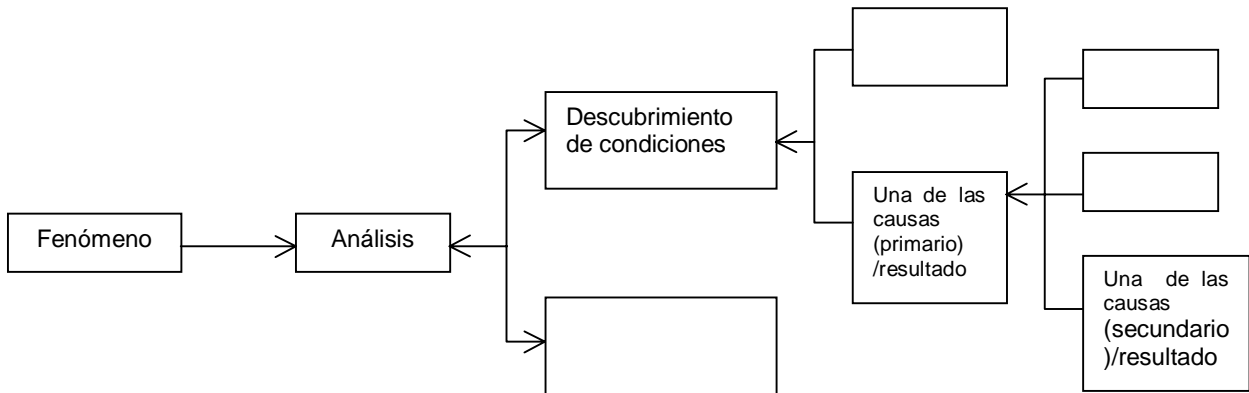 Fenómeno
Análisis
Descubrimiento
de condiciones
Una de las
causas
(primario)
/resultado
Una de las
causas
(secundario
)/resultado